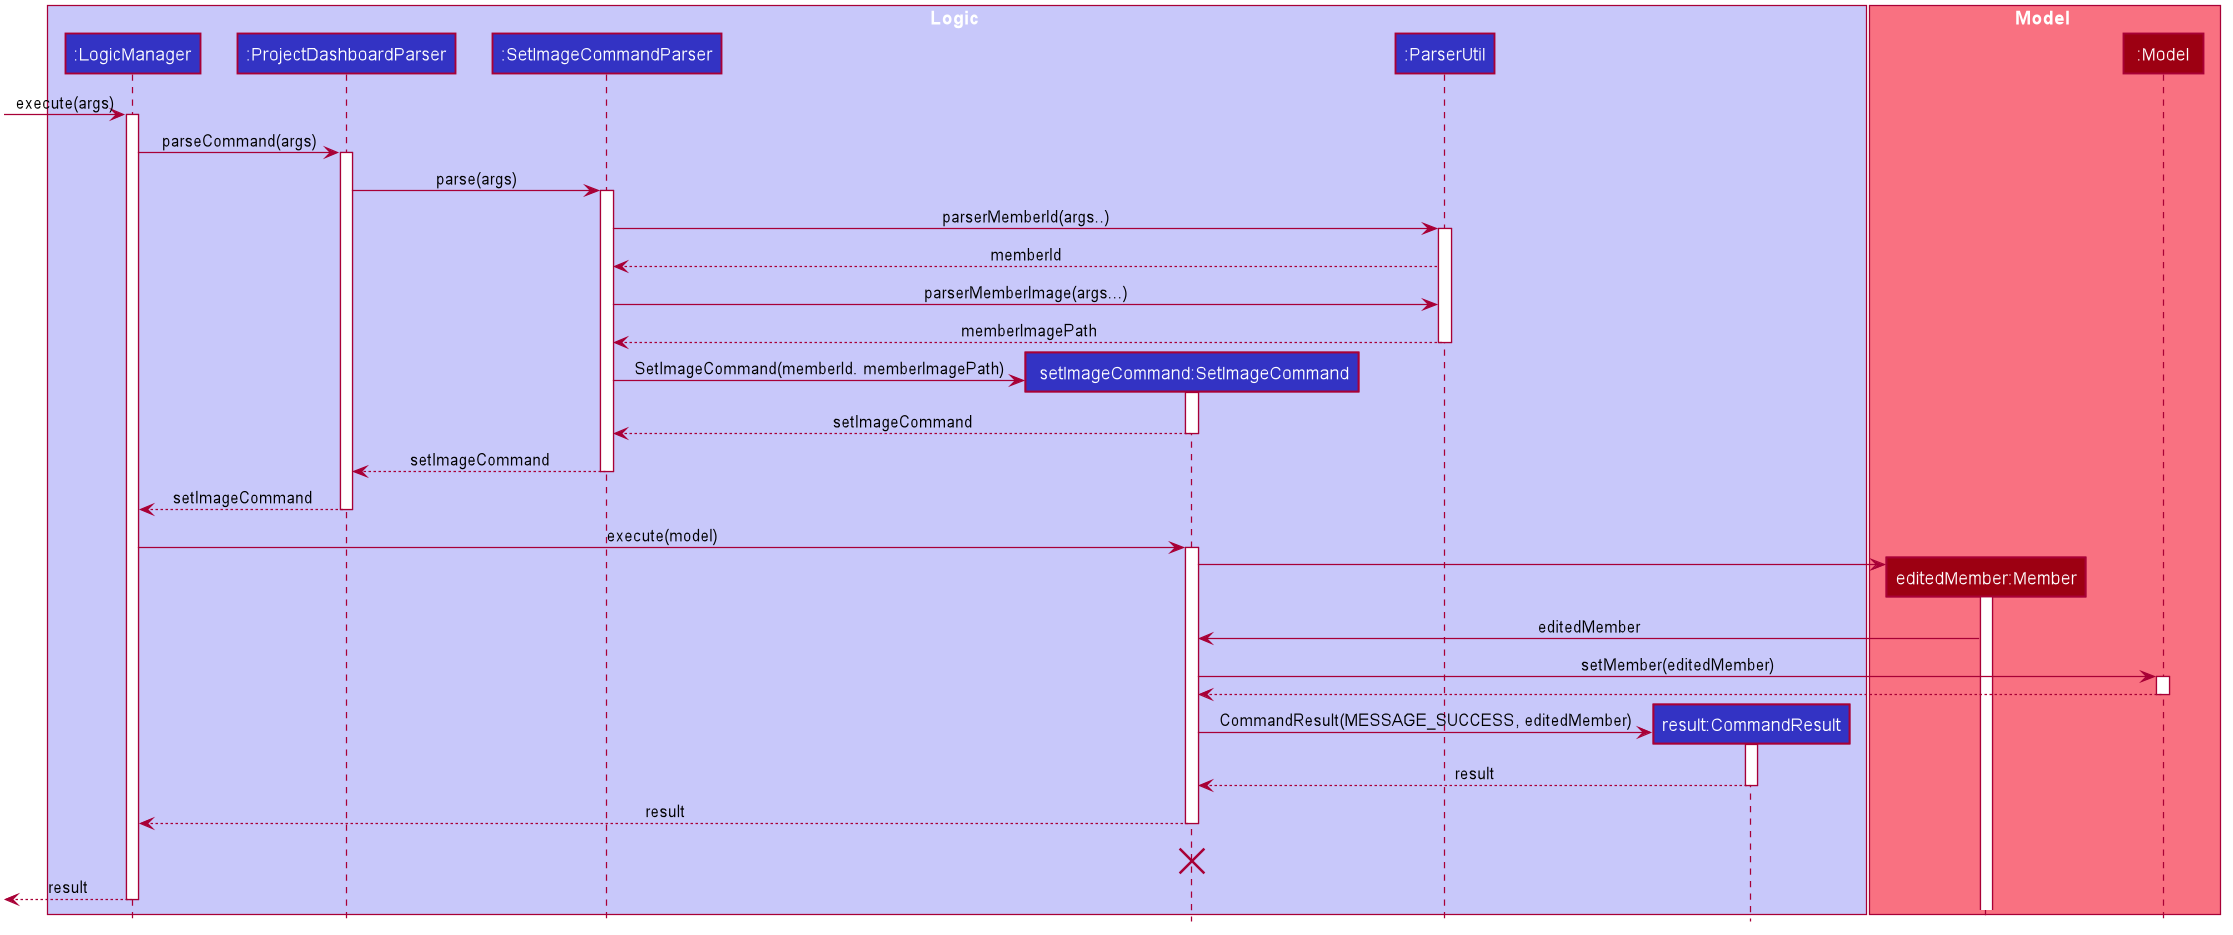 Logic
Model
:LogicManager
:ProjectDashboardParser
:SetImageCommandParser
:ParserUtil
:Model
execute(args)
parseCommand(args)
parse(args)
parserMemberId(args..)
memberId
parserMemberImage(args...)
memberImagePath
SetImageCommand(memberId. memberImagePath)
setImageCommand:SetImageCommand
setImageCommand
setImageCommand
setImageCommand
execute(model)
editedMember:Member
editedMember
setMember(editedMember)
CommandResult(MESSAGE_SUCCESS, editedMember)
result:CommandResult
result
result
result